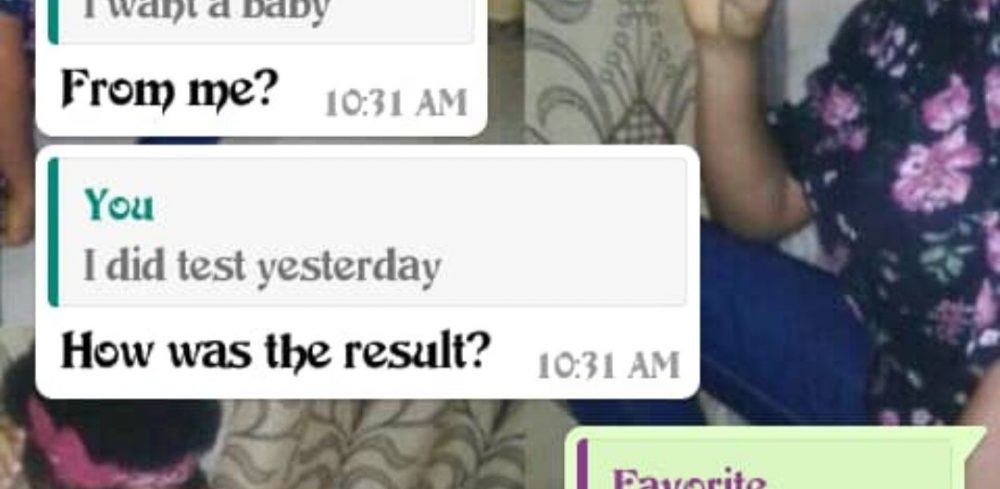 I want a baby
From me?
10:31 AM
You
I did test yesterday
How was the result?
10:31 AM
Favorite